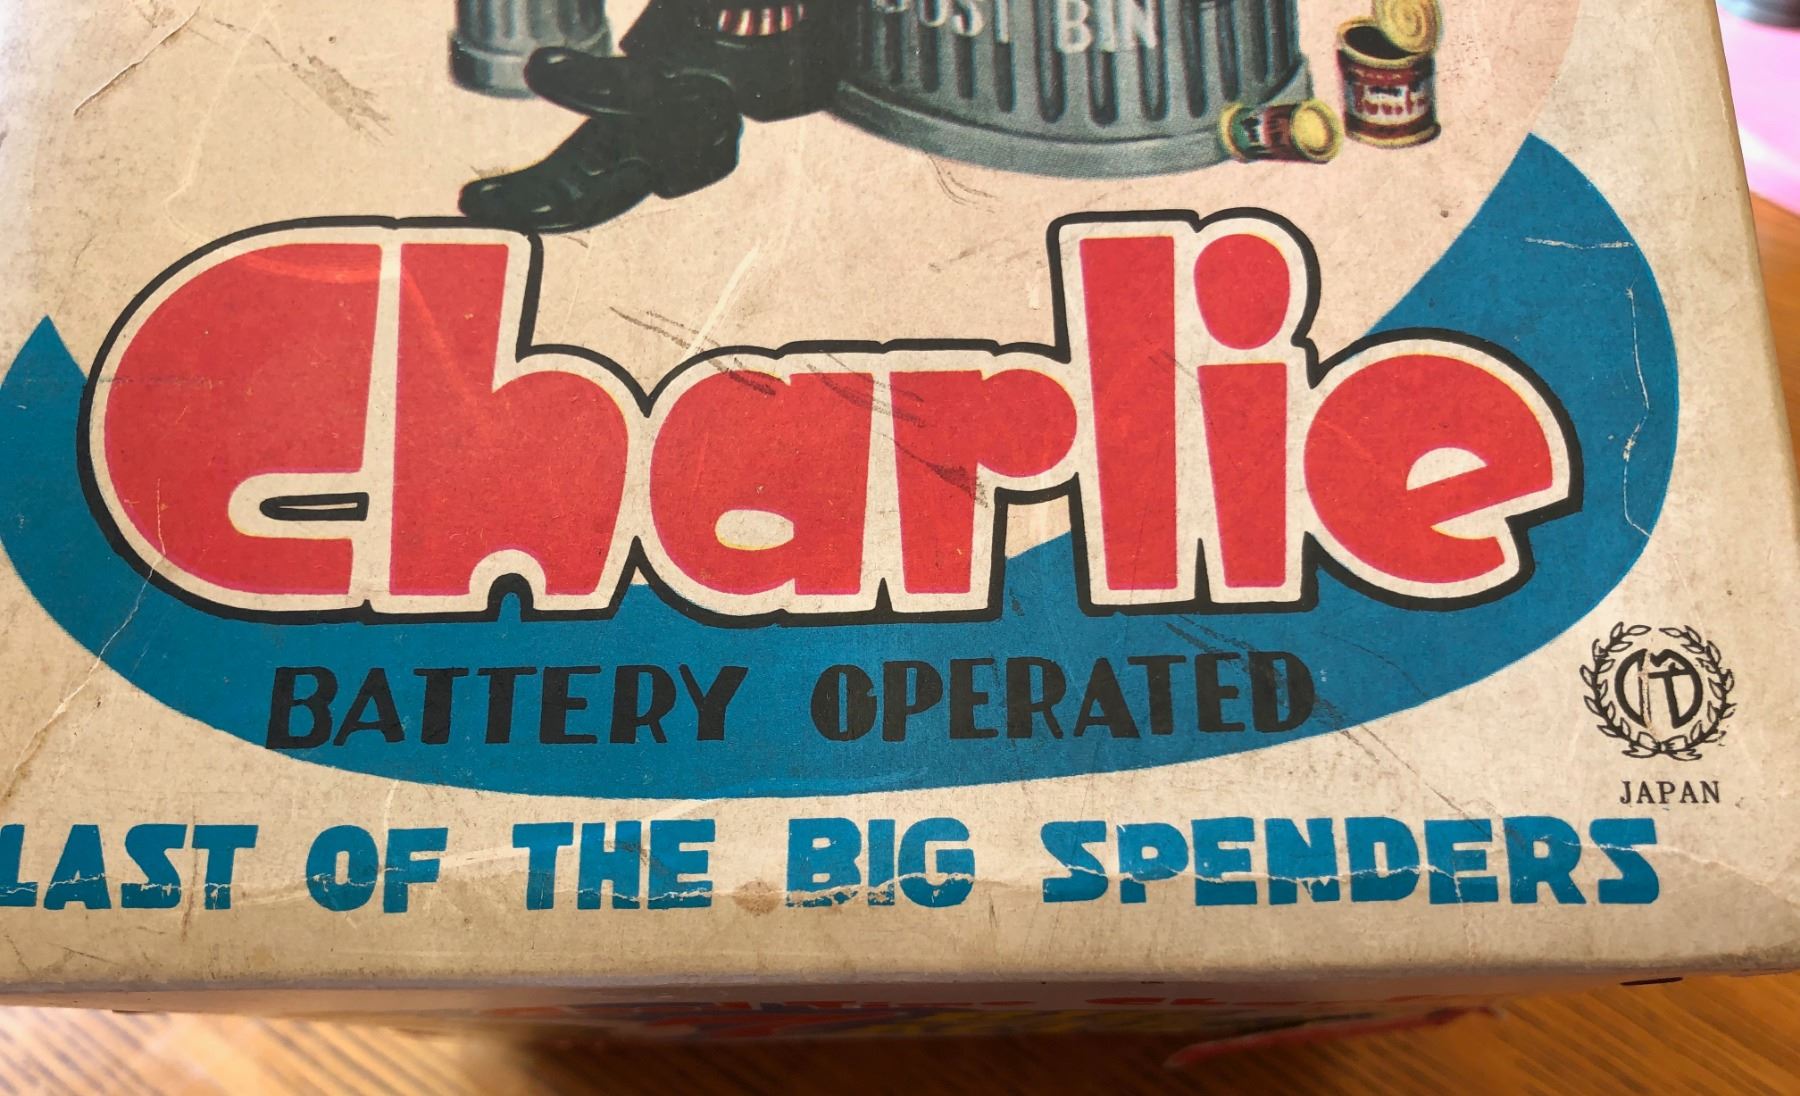 DUST BIN
Charlie
BATTERY OPERATED
JAPAN
LAST OF THE BIG SPENDERS